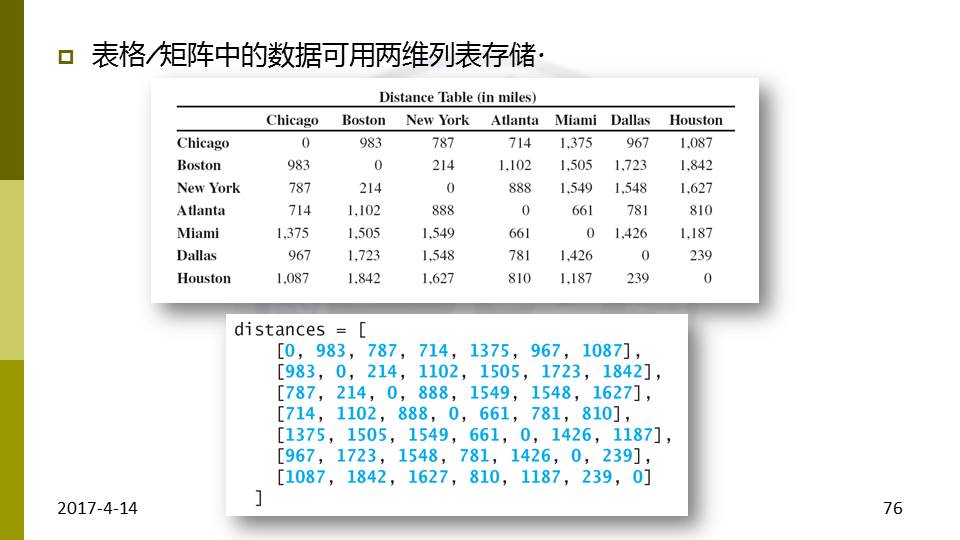 表格/矩阵中的数据可用两维列表存储·
Distance Table (in miles)
Chicago Boston New York Atlanta Miami Dallas Houston
Chicago 0 983 787 714 1,375 967 1,087
Boston 983 0 214 1,102 1,505 1,723 1,842
New York 787 214 0 888 1,549 1,548 1,627
Atlanta 714 1,102 888 0 661 781 810
Miami 1,375 1,505 1,549 661 0 1,426 1,187
Dallas 967 1,723 1,548 781 1,426 0 239
Houston 1,087 1,842 1,627 810 1,187 239 0
distances = [
[0, 983, 787, 714, 1375, 967, 1087],
[983, 0, 214, 1102, 1505, 1723, 1842],
[787, 214, 0, 888, 1549, 1548, 1627],
[714, 1102, 888, 0, 661, 781, 810],
[1375, 1505, 1549, 661, 0, 1426, 1187],
[967, 1723, 1548, 781, 1426, 0, 239],
[1087, 1842, 1627, 810, 1187, 239, 0]
]
2017-4-14
76